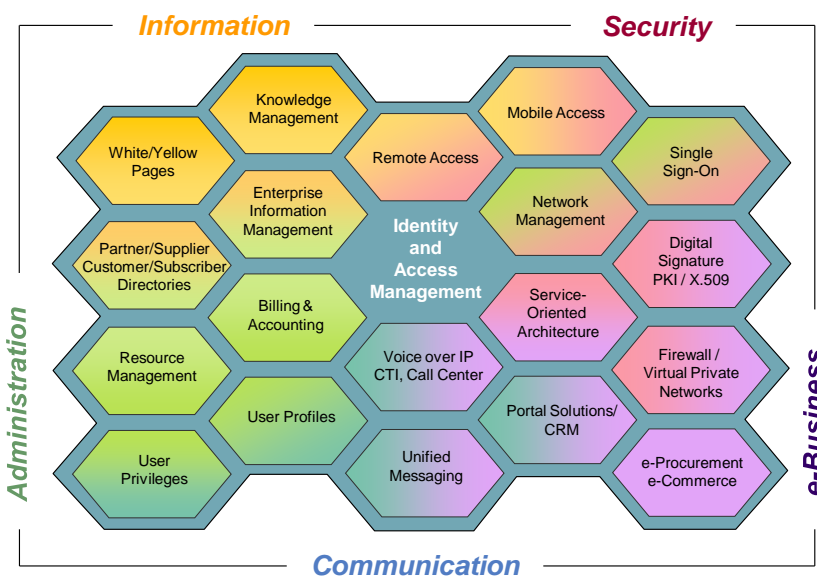 Information
Security
Knowledge
Management
Mobile Access
White/Yellow
Pages
Remote Access
Single
Sign-On
Enterprise
Information
Management
Network
Management
Identity
and
Access
Management
Partner/Supplier
Customer/Subscriber
Directories
Digital
Signature
PKI / X.509
Billing &
Accounting
Service-
Oriented
Architecture
Resource
Management
Voice over IP
CTI, Call Center
Firewall /
Virtual Private
Networks
User Profiles
Portal Solutions/
CRM
User
Privileges
Unified
Messaging
e-Procurement
e-Commerce
Administration
e-Business
Communication